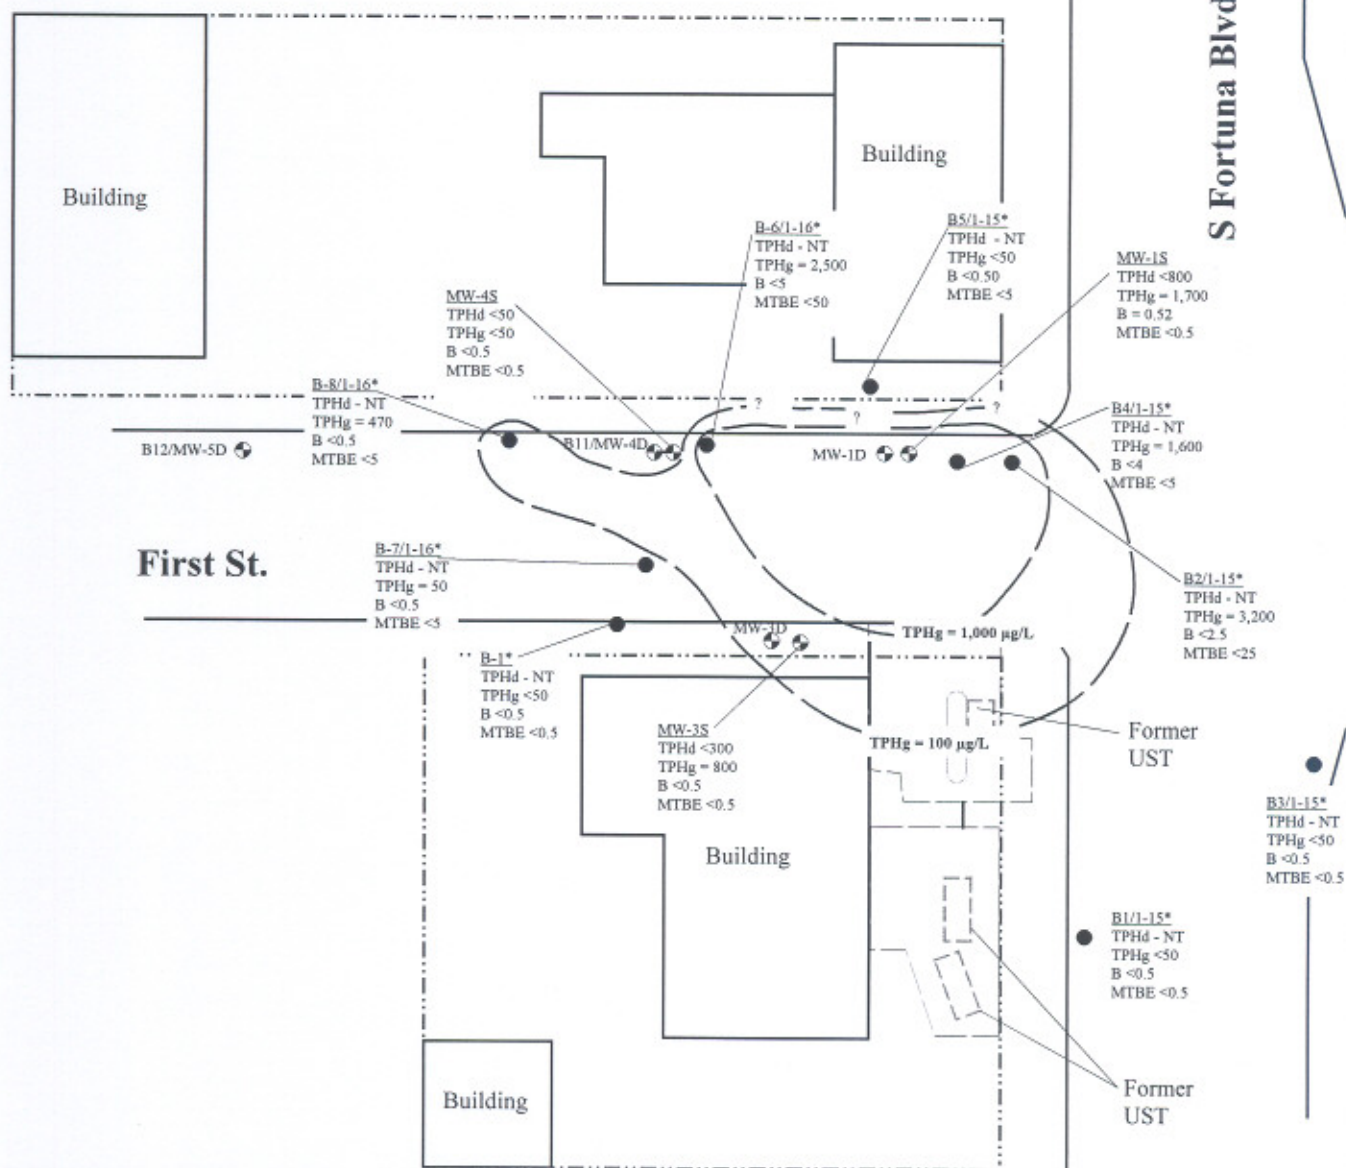 S Fortuna Blvd
Building
Building
B-6/1-16*
TPHd - NT
TPHg = 2,500
B <5
MTBE <50
B5/1-15*
TPHd - NT
TPHg <50
B <0.50
MTBE <5
MW-1S
TPHd <800
TPHg = 1,700
B = 0.52
MTBE <0.5
MW-4S
TPHd <50
TPHg <50
B <0.5
MTBE <0.5
B-8/1-16*
TPHd - NT
TPHg = 470
B <0.5
MTBE <5
?
?
?
B4/1-15*
TPHd - NT
TPHg = 1,600
B <4
MTBE <5
B12/MW-5D
B11/MW-4D
MW-1D
First St.
B-7/1-16*
TPHd - NT
TPHg = 50
B <0.5
MTBE <5
B2/1-15*
TPHd - NT
TPHg = 3,200
B <2.5
MTBE <25
MW-3D
TPHg = 1,000 µg/L
B-1*
TPHd - NT
TPHg <50
B <0.5
MTBE <0.5
MW-3S
TPHd <300
TPHg = 800
B <0.5
MTBE <0.5
TPHg = 100 µg/L
Former
UST
B3/1-15*
TPHd - NT
TPHg <50
B <0.5
MTBE <0.5
Building
B1/1-15*
TPHd - NT
TPHg <50
B <0.5
MTBE <0.5
Building
Former
UST